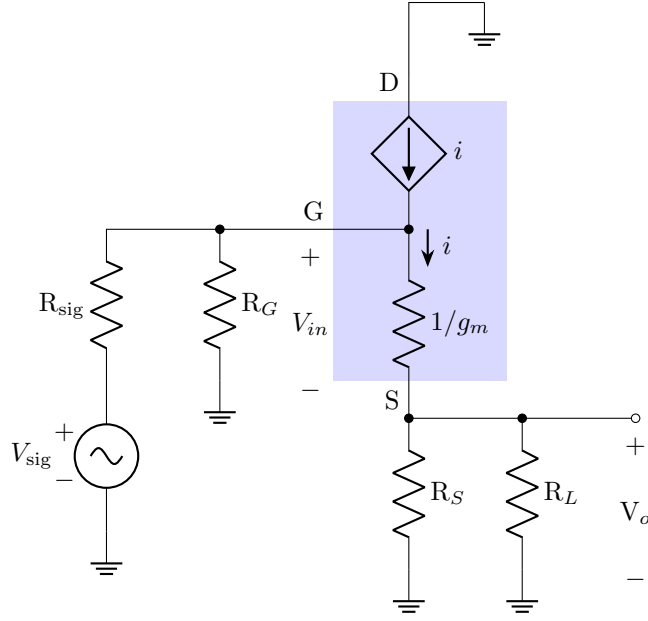 D
i
G
+
i
R_sig
R_G
V_in
1/g_m
−
S
+
V_sig
−
R_S
R_L
+
V_o
−